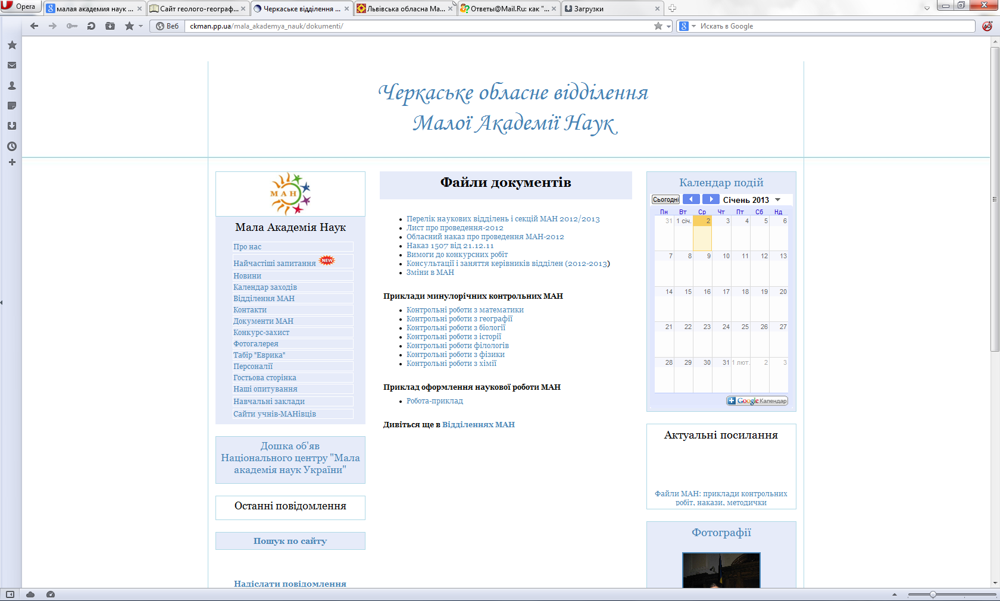 Opera
малая академия наук ...
Сайт геолого-географ...
Черкаське відділення ...
Львівська обласна Ма...
Ответы@Mail.Ru: как "...
Загрузки
Веб
ckman.pp.ua/mala_akademya_nauk/dokumenti/
Искать в Google
Черкаське обласне відділення
Малої Академії Наук
МАН
Мала Академія Наук
Про нас
Найчастіші запитання NEW
Новини
Календар заходів
Відділення МАН
Контакти
Документи МАН
Конкурс-захист
Фотогалерея
Табір "Еврика"
Персоналії
Гостьова сторінка
Наші опитування
Навчальні заклади
Сайти учнів-МАНівців
Дошка об'яв
Національного центру "Мала
академія наук України"
Останні повідомлення
Пошук по сайту
Надіслати повідомлення
Файли документів
Перелік наукових відділень і секцій МАН 2012/2013
Лист про проведення-2012
Обласний наказ про проведення МАН-2012
Наказ 1507 від 21.12.11
Вимоги до конкурсних робіт
Консультації і заняття керівників відділен (2012-2013)
Зміни в МАН
Приклади минулорічних контрольних МАН
Контрольні роботи з математики
Контрольні роботи з географії
Контрольні роботи з біології
Контрольні роботи з історії
Контрольні роботи філологів
Контрольні роботи з фізики
Контрольні роботи з хімії
Приклад оформлення наукової роботи МАН
Робота-приклад
Дивіться ще в Відділеннях МАН
Календар подій
Сьогодні Січень 2013
Пн Вт Ср Чт Пт Сб Нд
31 1 січ. 2 3 4 5 6
7 8 9 10 11 12 13
14 15 16 17 18 19 20
21 22 23 24 25 26 27
28 29 30 31 1 лют. 2 3
Google Календар
Актуальні посилання
Файли МАН: приклади контрольних
робіт, накази, методички
Фотографії